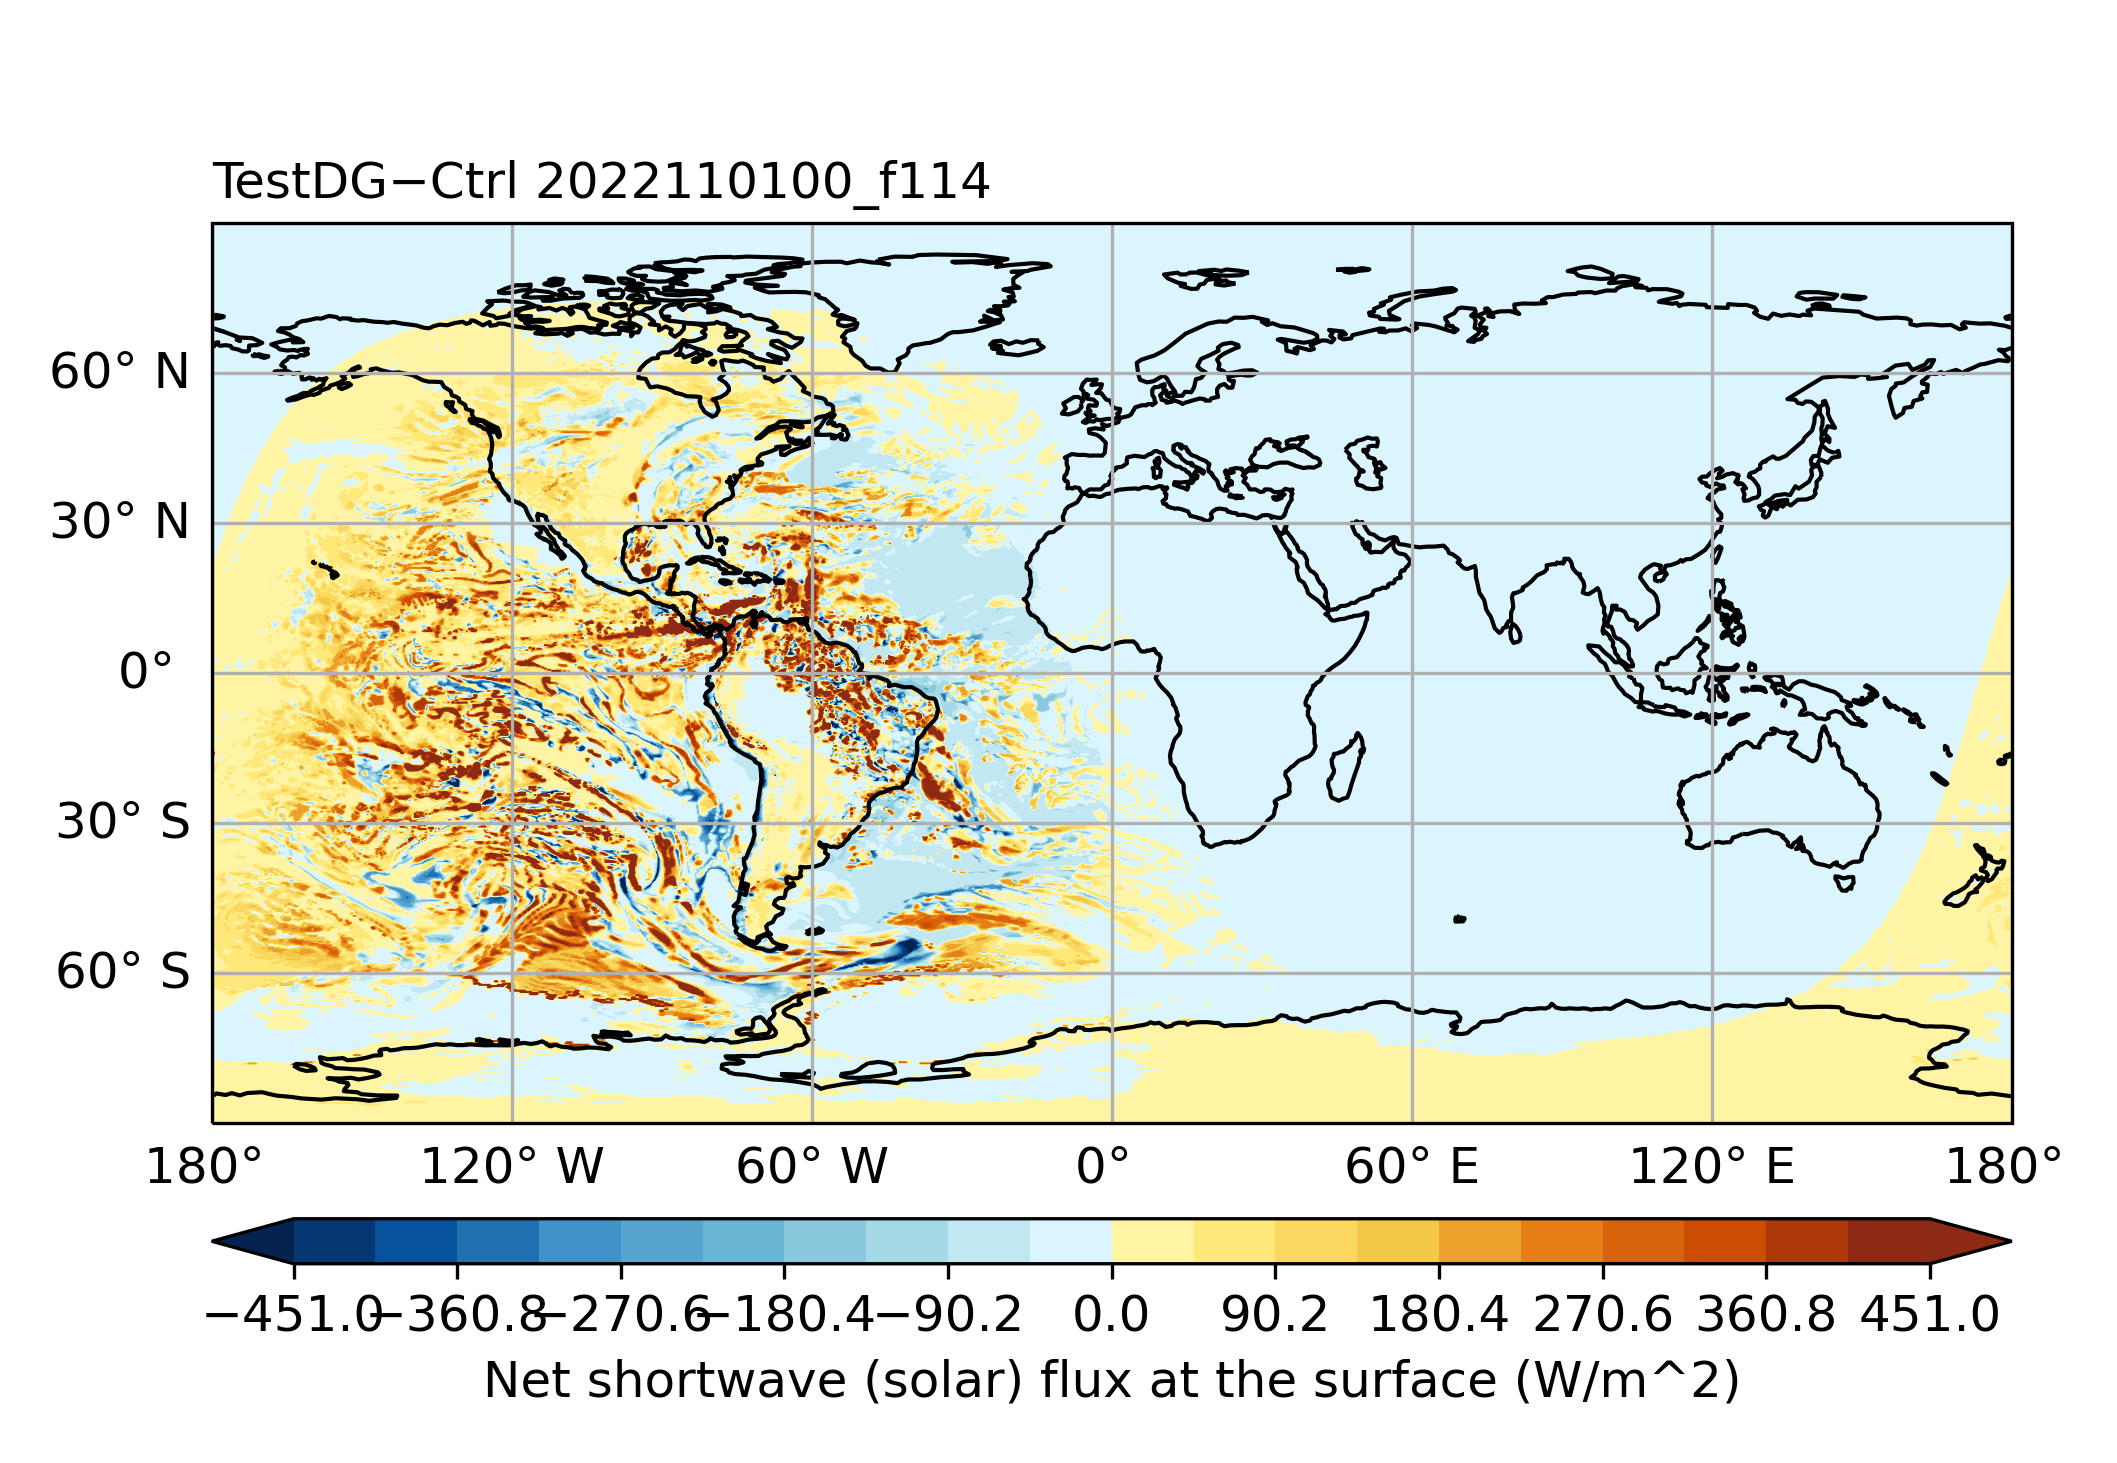 TestDG−Ctrl 2022110100_f114
60° N
30° N
0°
30° S
60° S
180° 120° W 60° W 0° 60° E 120° E 180°
−451.0 −360.8 −270.6 −180.4 −90.2 0.0 90.2 180.4 270.6 360.8 451.0
Net shortwave (solar) flux at the surface (W/m^2)